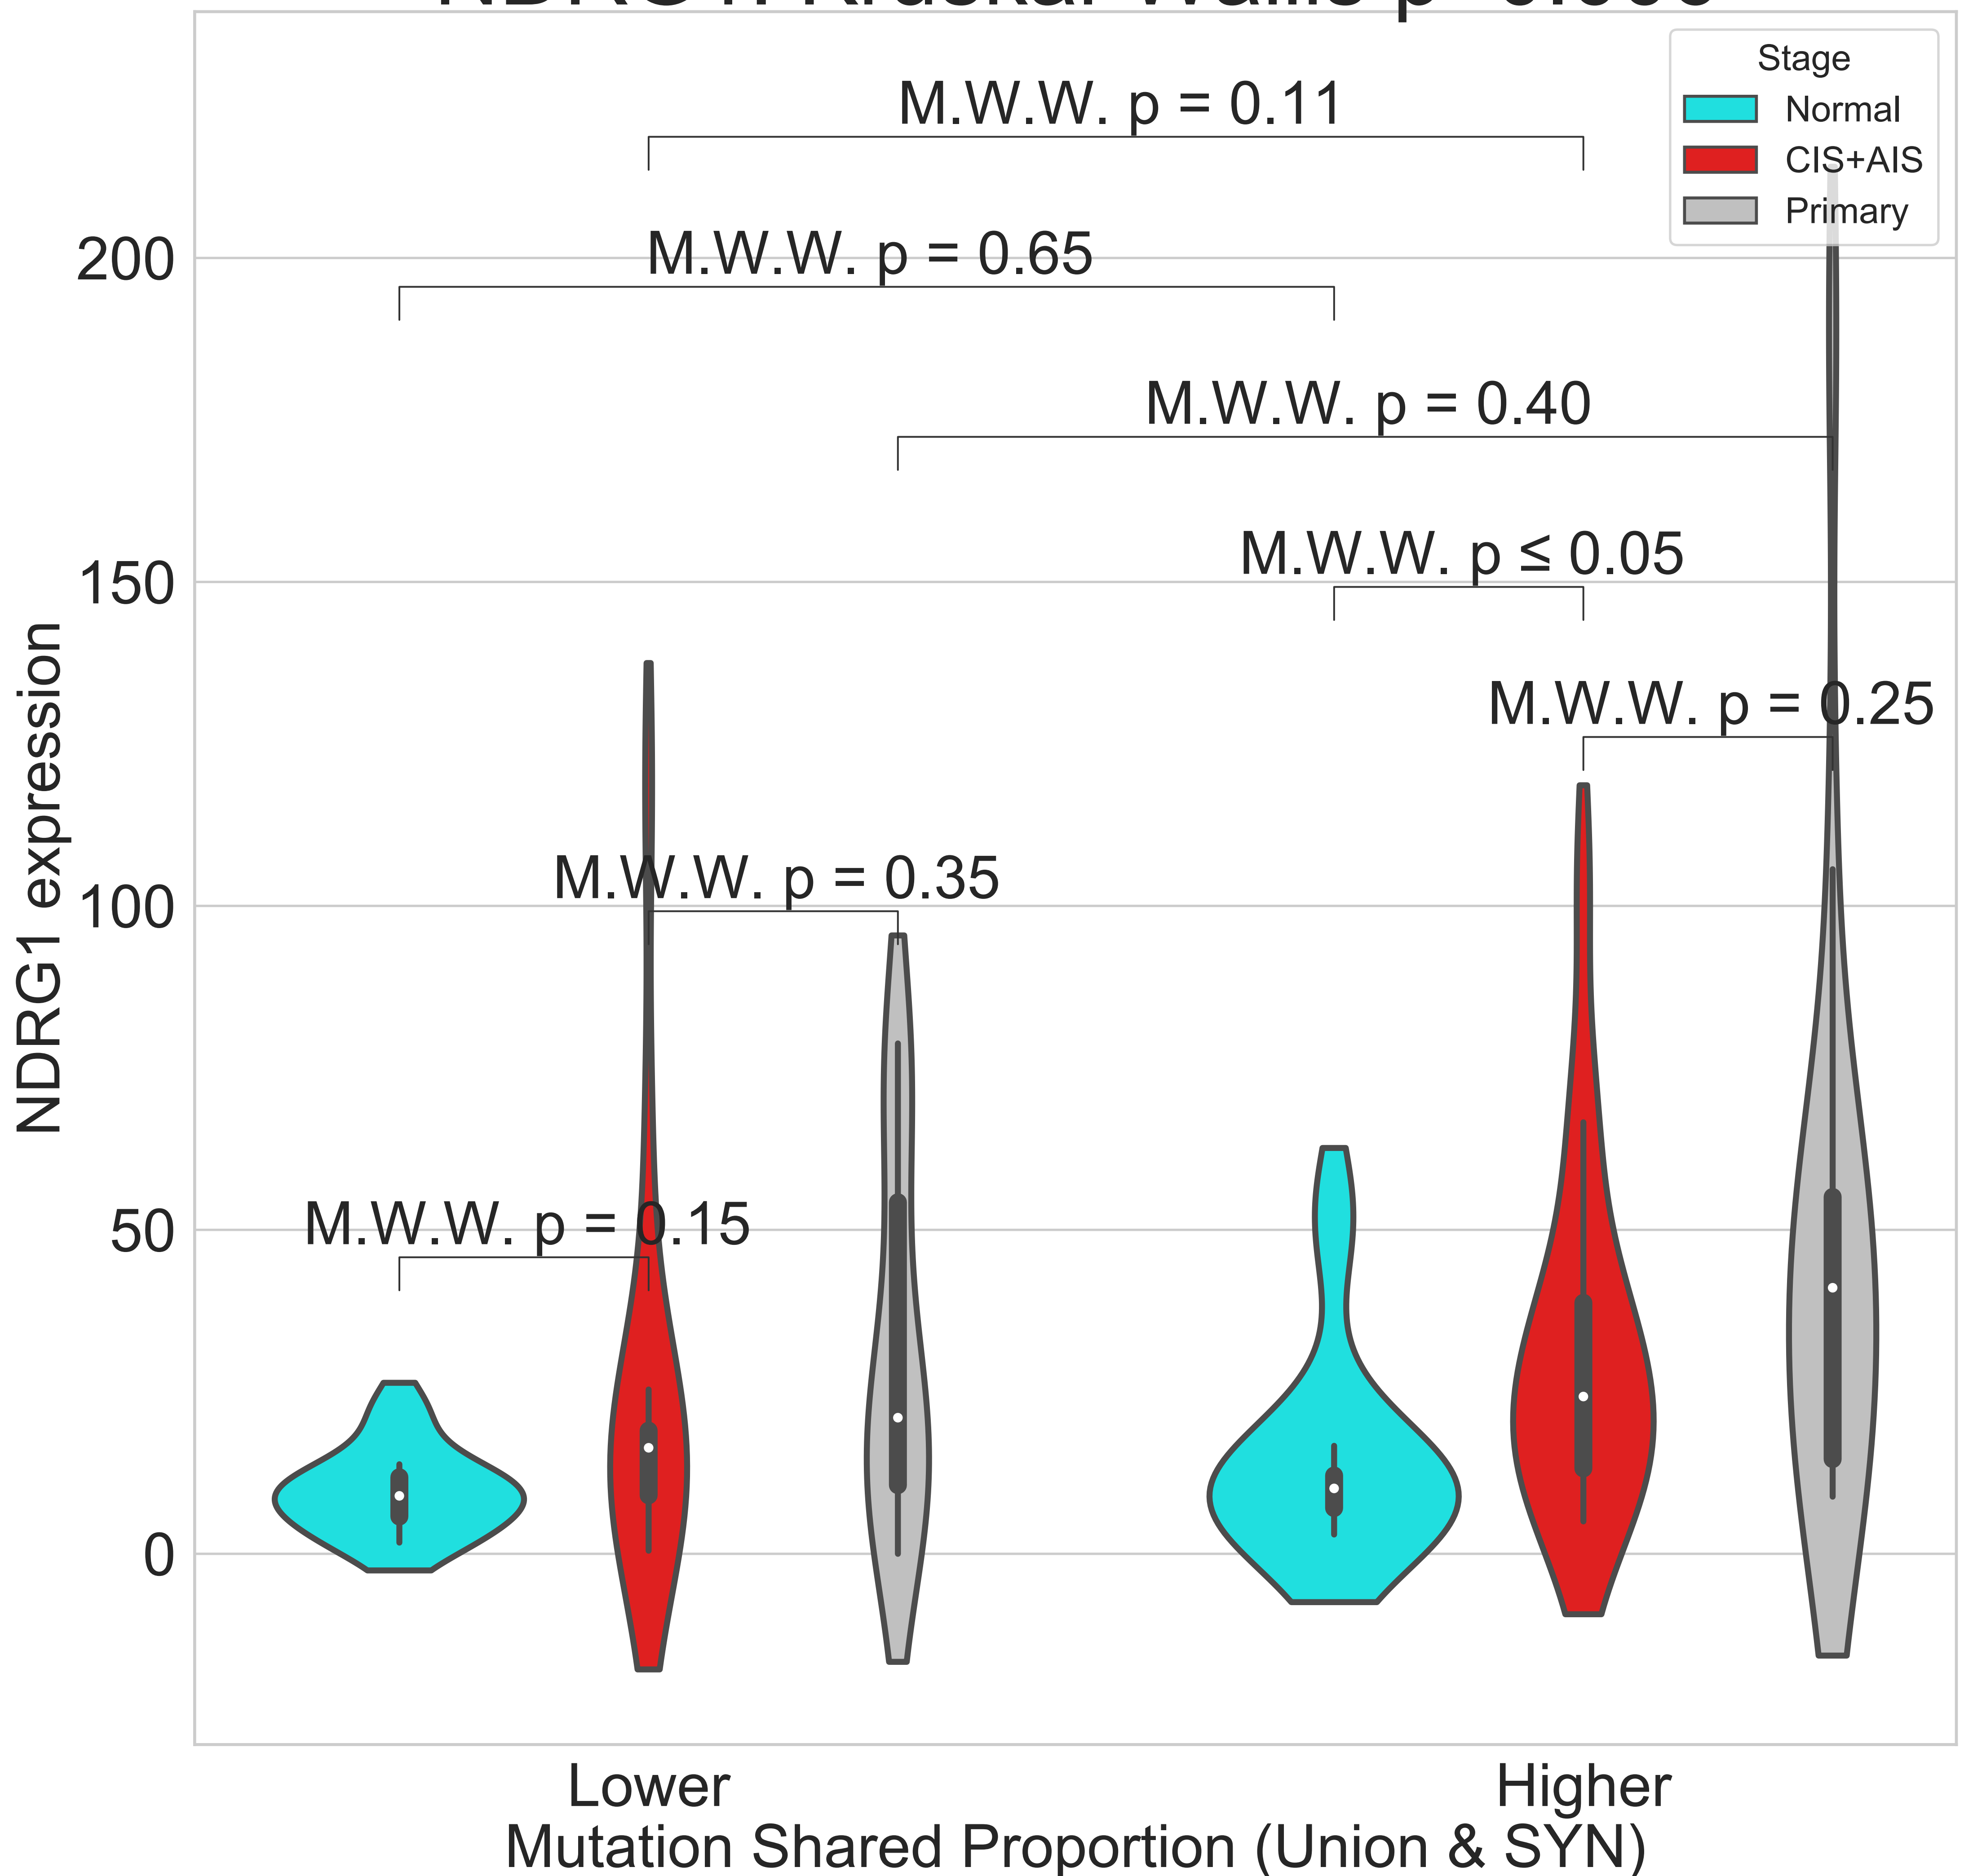 Stage
Normal
CIS+AIS
Primary
M.W.W. p = 0.11
M.W.W. p = 0.65
M.W.W. p = 0.40
M.W.W. p ≤ 0.05
M.W.W. p = 0.25
M.W.W. p = 0.35
M.W.W. p = 0.15
200
150
100
50
0
NDRG1 expression
Lower
Higher
Mutation Shared Proportion (Union & SYN)